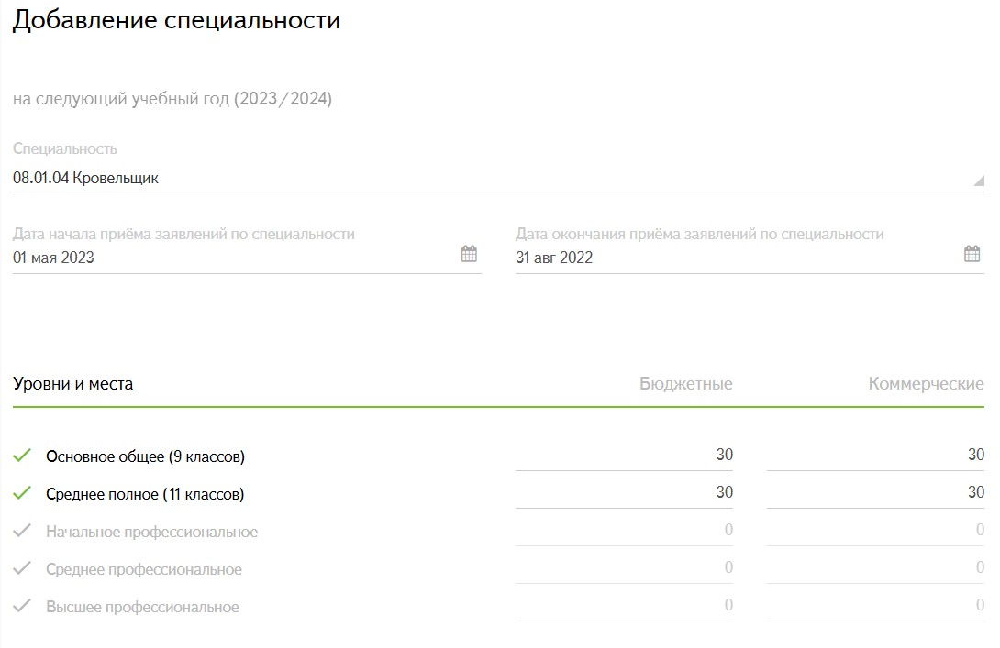 Добавление специальности
на следующий учебный год (2023/2024)
Специальность
08.01.04 Кровельщик
Дата начала приёма заявлений по специальности Дата окончания приёма заявлений по специальности
01 мая 2023 31 авг 2022
Уровни и места Бюджетные Коммерческие
Основное общее (9 классов) 30 30
Среднее полное (11 классов) 30 30
Начальное профессиональное 0 0
Среднее профессиональное 0 0
Высшее профессиональное 0 0